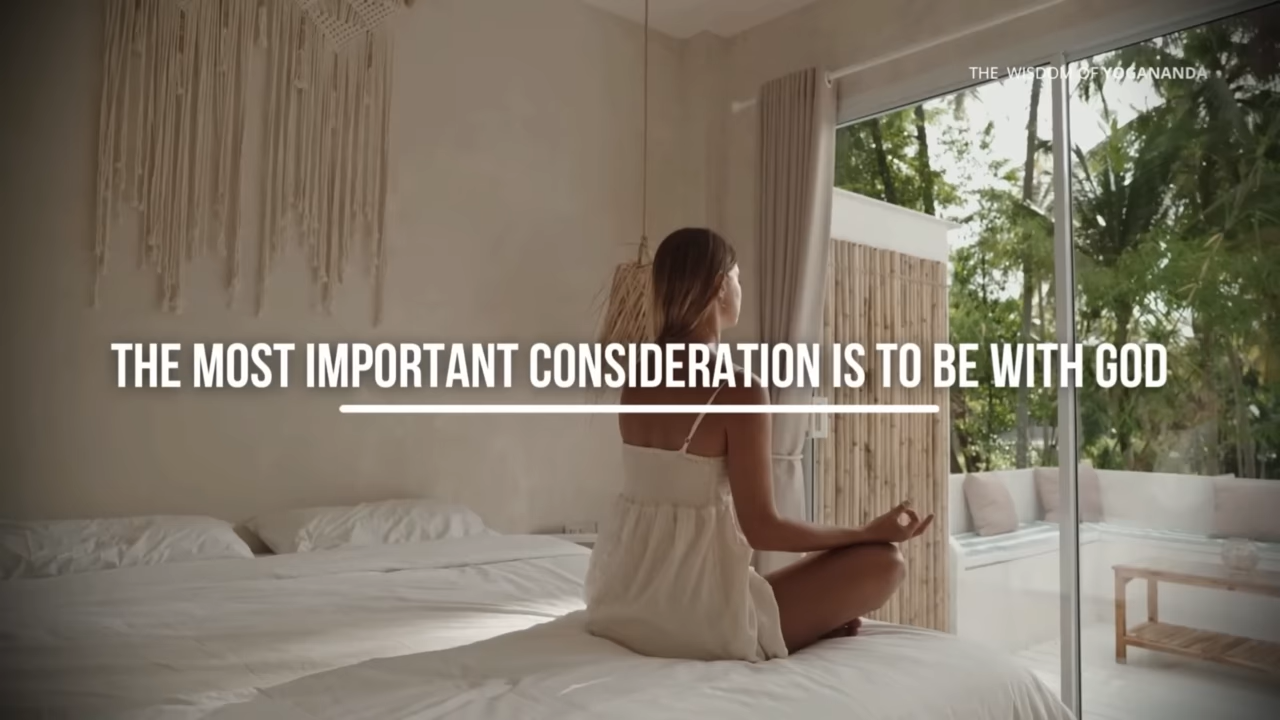 THE WISDOM OF YOGANANDA
THE MOST IMPORTANT CONSIDERATION IS TO BE WITH GOD